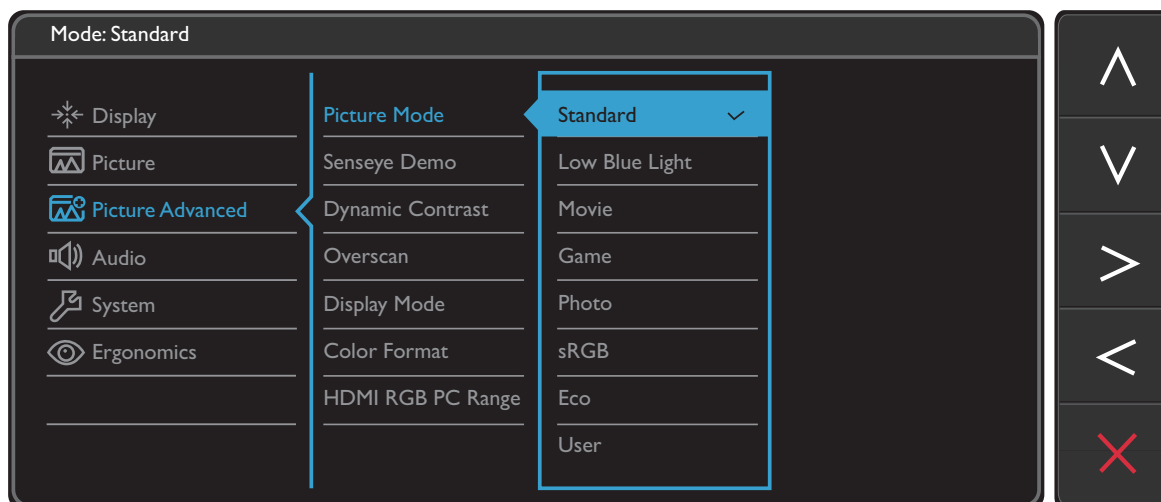 Mode: Standard
Display
Picture
Picture Advanced
Audio
System
Ergonomics
Picture Mode
Senseye Demo
Dynamic Contrast
Overscan
Display Mode
Color Format
HDMI RGB PC Range
Standard
Low Blue Light
Movie
Game
Photo
sRGB
Eco
User